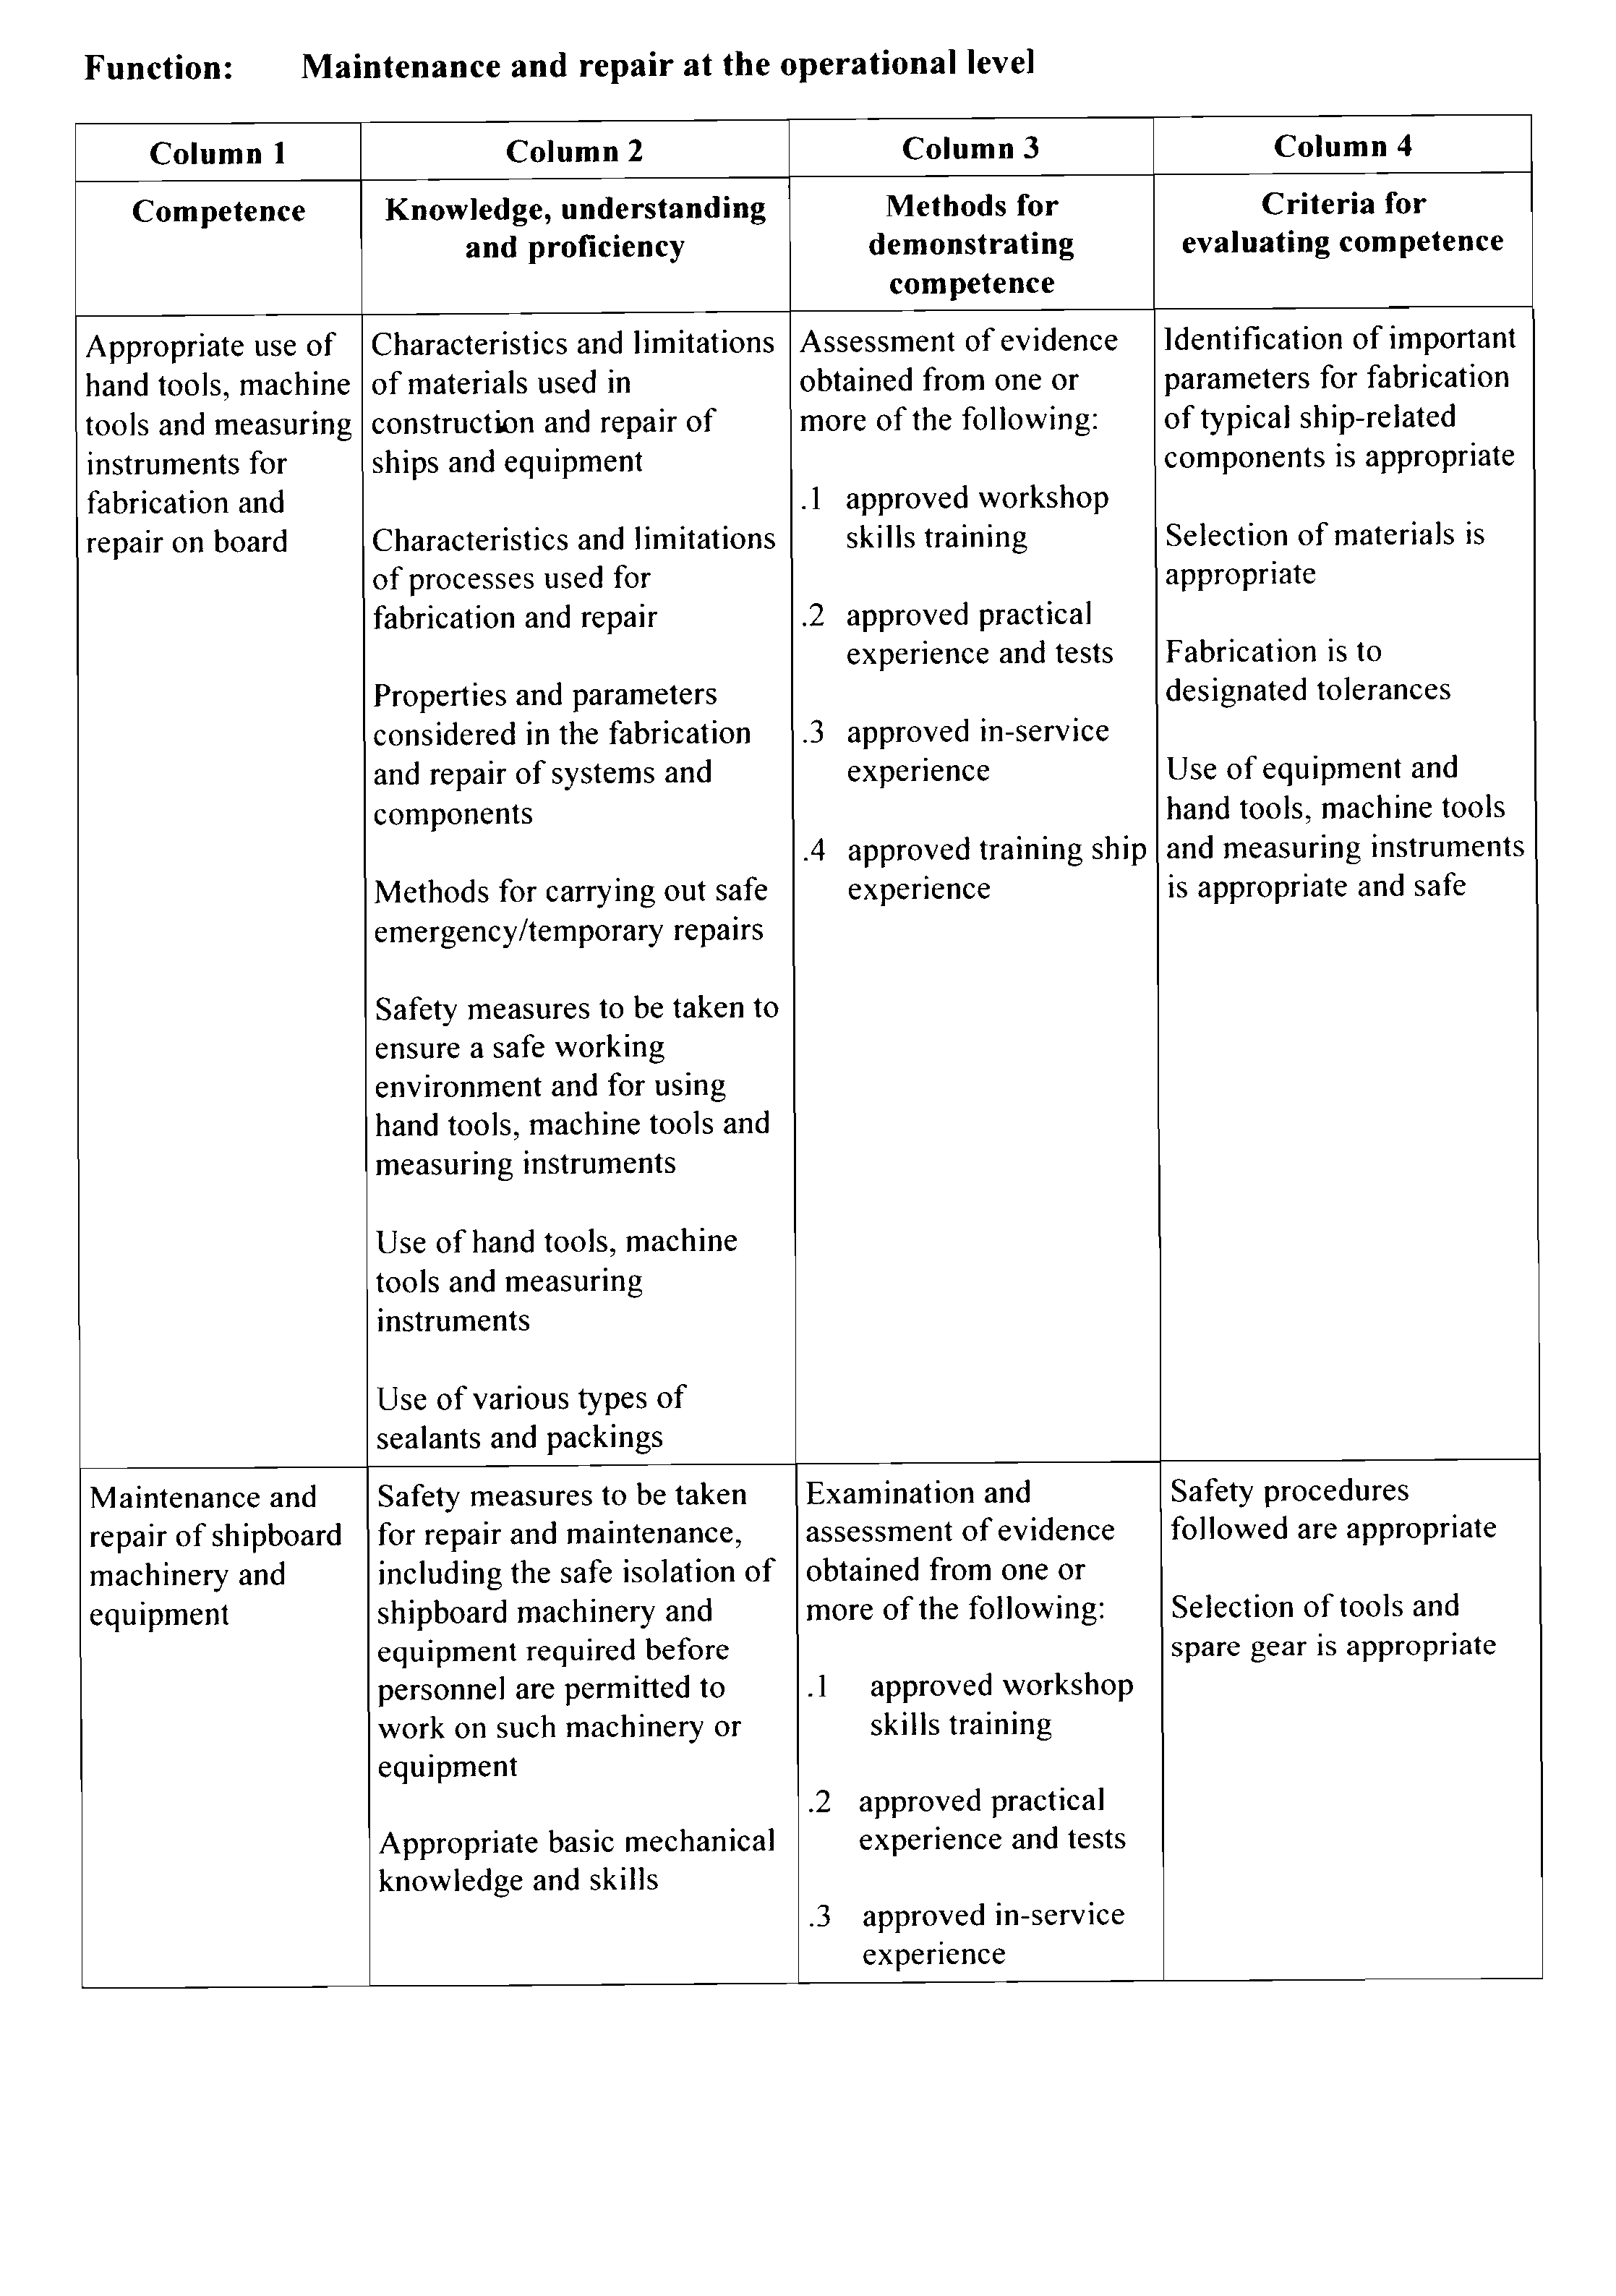 Function: Maintenance and repair at the operational level
Column 1
Column 2
Column 3
Column 4
Competence
Knowledge, understanding
and proficiency
Methods for
demonstrating
competence
Criteria for
evaluating competence
Appropriate use of
hand tools, machine
tools and measuring
instruments for
fabrication and
repair on board
Characteristics and limitations
of materials used in
construction and repair of
ships and equipment
Characteristics and limitations
of processes used for
fabrication and repair
Properties and parameters
considered in the fabrication
and repair of systems and
components
Methods for carrying out safe
emergency/temporary repairs
Safety measures to be taken to
ensure a safe working
environment and for using
hand tools, machine tools and
measuring instruments
Use of hand tools, machine
tools and measuring
instruments
Use of various types of
sealants and packings
Assessment of evidence
obtained from one or
more of the following:
.1 approved workshop
skills training
.2 approved practical
experience and tests
.3 approved in-service
experience
.4 approved training ship
experience
Identification of important
parameters for fabrication
of typical ship-related
components is appropriate
Selection of materials is
appropriate
Fabrication is to
designated tolerances
Use of equipment and
hand tools, machine tools
and measuring instruments
is appropriate and safe
Maintenance and
repair of shipboard
machinery and
equipment
Safety measures to be taken
for repair and maintenance,
including the safe isolation of
shipboard machinery and
equipment required before
personnel are permitted to
work on such machinery or
equipment
Appropriate basic mechanical
knowledge and skills
Examination and
assessment of evidence
obtained from one or
more of the following:
.1 approved workshop
skills training
.2 approved practical
experience and tests
.3 approved in-service
experience
Safety procedures
followed are appropriate
Selection of tools and
spare gear is appropriate